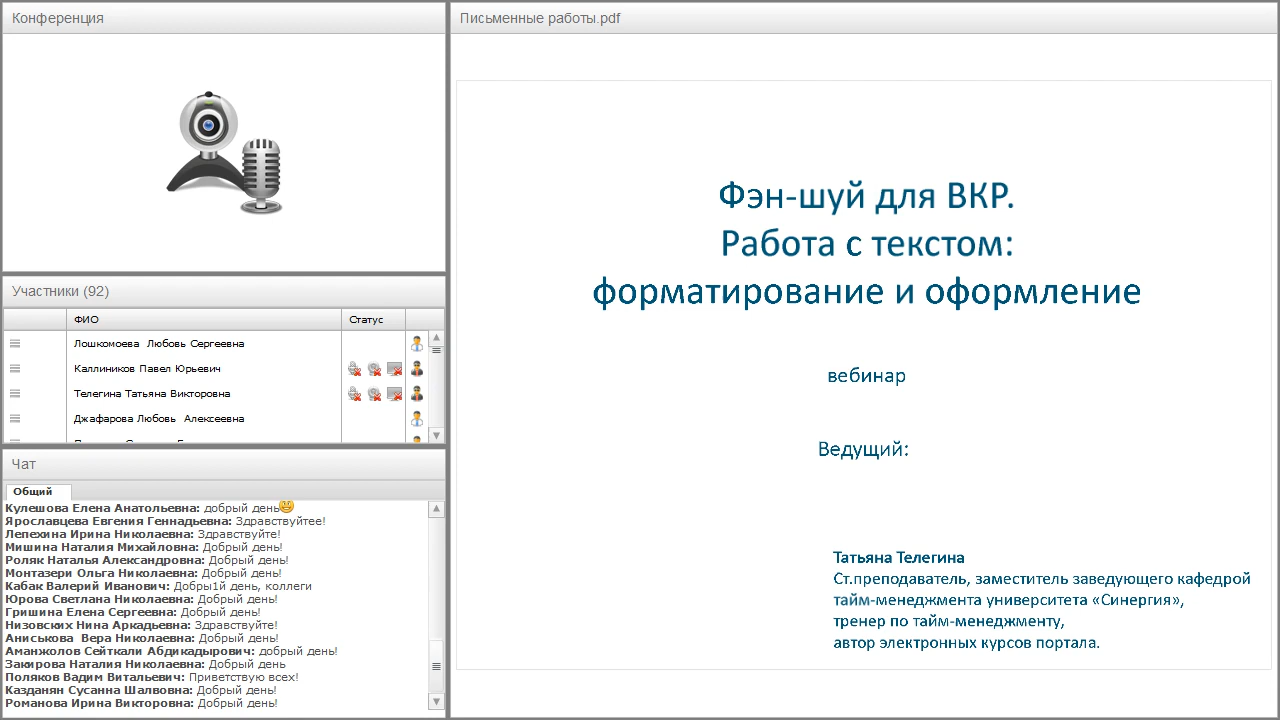 Конференция
Участники (92)
ФИО Статус
Лошкомоева Любовь Сергеевна
Каллиников Павел Юрьевич
Телегина Татьяна Викторовна
Джафарова Любовь Алексеевна
Чат
Общий
Кулешова Елена Анатольевна: добрый день
Ярославцева Евгения Геннадьевна: Здравствуйтее!
Лепехина Ирина Николаевна: Здравствуйте!
Мишина Наталия Михайловна: Добрый день!
Роляк Наталья Александровна: Добрый день!
Монтазери Ольга Николаевна: Добрый день!
Кабак Валерий Иванович: Добры1й день, коллеги
Юрова Светлана Николаевна: Добрый день!
Гришина Елена Сергеевна: Добрый день!
Низовских Нина Аркадьевна: Здравствуйте!
Аниськова Вера Николаевна: Добрый день!
Аманжолов Сейткали Абдикадырович: добрый день!
Закирова Наталия Николаевна: Добрый день
Поляков Вадим Витальевич: Приветствую всех!
Казданян Сусанна Шалвовна: Добрый день!
Романова Ирина Викторовна: Добрый день!
Письменные работы.pdf
Фэн-шуй для ВКР.
Работа с текстом:
форматирование и оформление
вебинар
Ведущий:
Татьяна Телегина
Ст.преподаватель, заместитель заведующего кафедрой
тайм-менеджмента университета «Синергия»,
тренер по тайм-менеджменту,
автор электронных курсов портала.